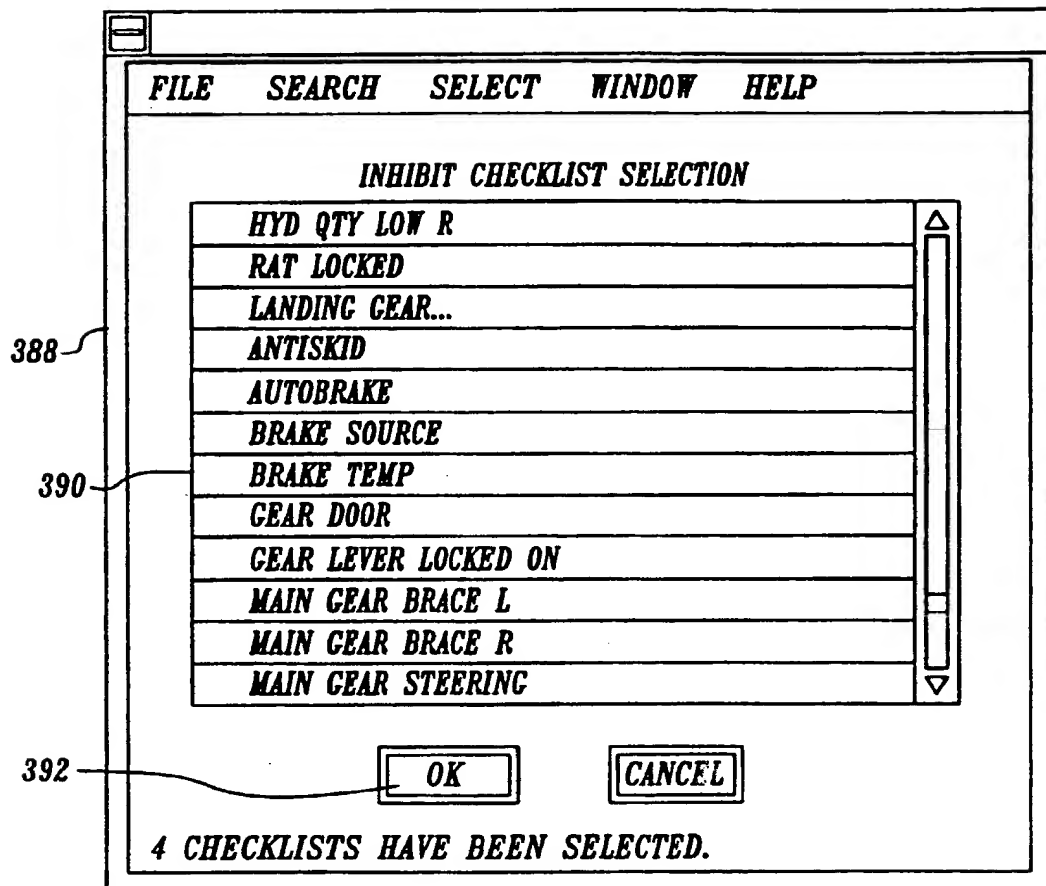 FILE SEARCH SELECT WINDOW HELP
INHIBIT CHECKLIST SELECTION
HYD QTY LOW R
RAT LOCKED
LANDING GEAR...
388
ANTISKID
AUTOBRAKE
BRAKE SOURCE
390
BRAKE TEMP
GEAR DOOR
GEAR LEVER LOCKED ON
MAIN GEAR BRACE L
MAIN GEAR BRACE R
MAIN GEAR STEERING
392
OK CANCEL
4 CHECKLISTS HAVE BEEN SELECTED.